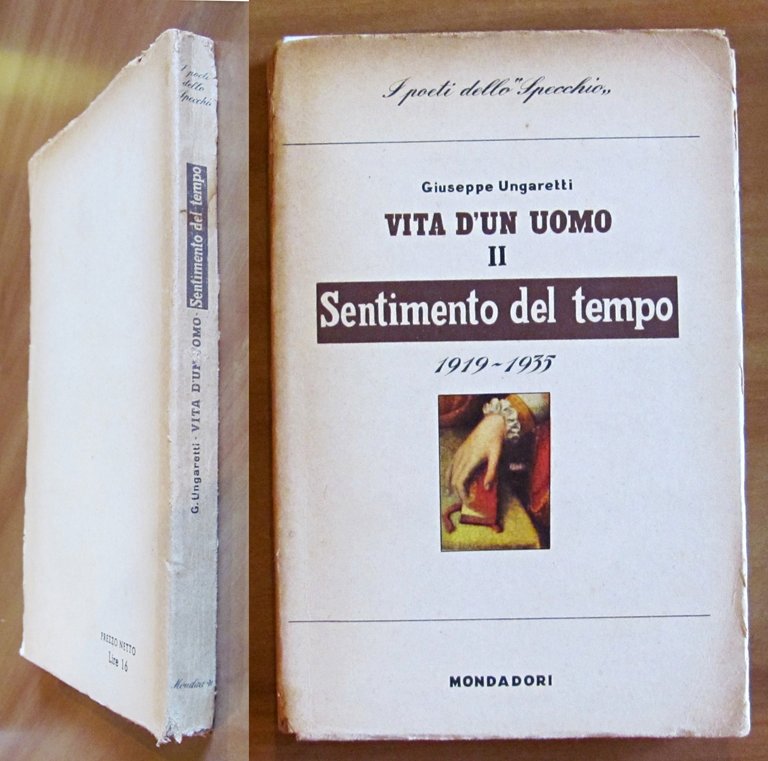 I poeti
dello
Specchio
G. Ungaretti · VITA D'UN UOMO · Sentimento del tempo
PREZZO NETTO
Lire 16
I poeti dello "Specchio„
Giuseppe Ungaretti
VITA D'UN UOMO
II
Sentimento del tempo
1919-1935
MONDADORI